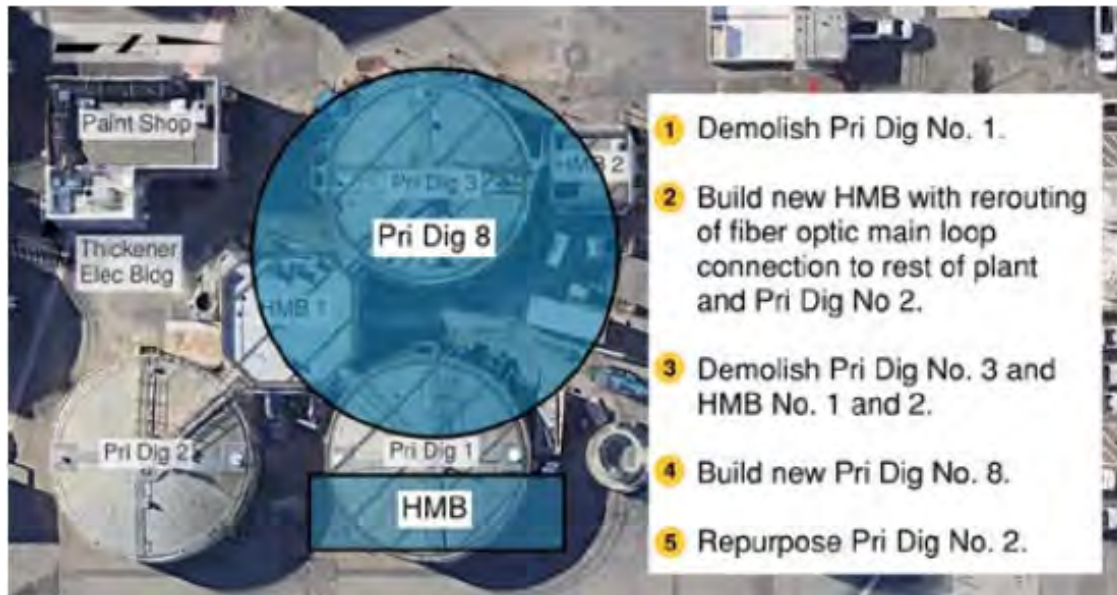 Paint Shop
Thickener
Elec Bldg
Pri Dig 3
HMB 2
Pri Dig 8
HMB 1
Pri Dig 2
Pri Dig 1
HMB
1 Demolish Pri Dig No. 1.
2 Build new HMB with rerouting
of fiber optic main loop
connection to rest of plant
and Pri Dig No 2.
3 Demolish Pri Dig No. 3 and
HMB No. 1 and 2.
4 Build new Pri Dig No. 8.
5 Repurpose Pri Dig No. 2.